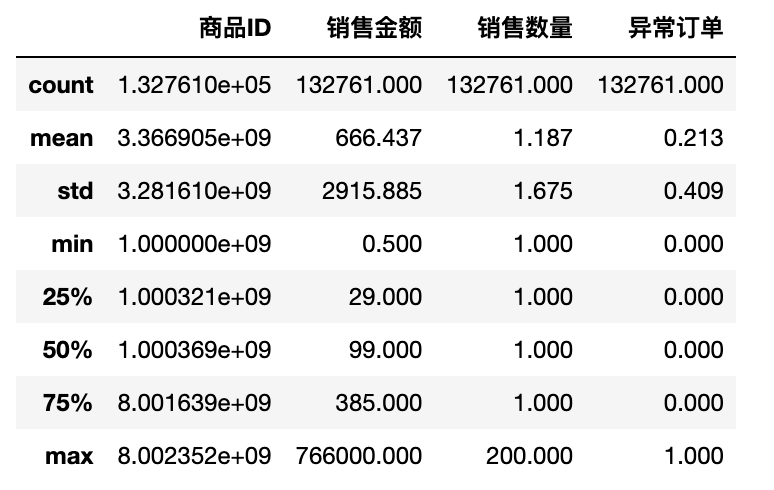 商品ID 销售金额 销售数量 异常订单
count 1.327610e+05 132761.000 132761.000 132761.000
mean 3.366905e+09 666.437 1.187 0.213
std 3.281610e+09 2915.885 1.675 0.409
min 1.000000e+09 0.500 1.000 0.000
25% 1.000321e+09 29.000 1.000 0.000
50% 1.000369e+09 99.000 1.000 0.000
75% 8.001639e+09 385.000 1.000 0.000
max 8.002352e+09 766000.000 200.000 1.000